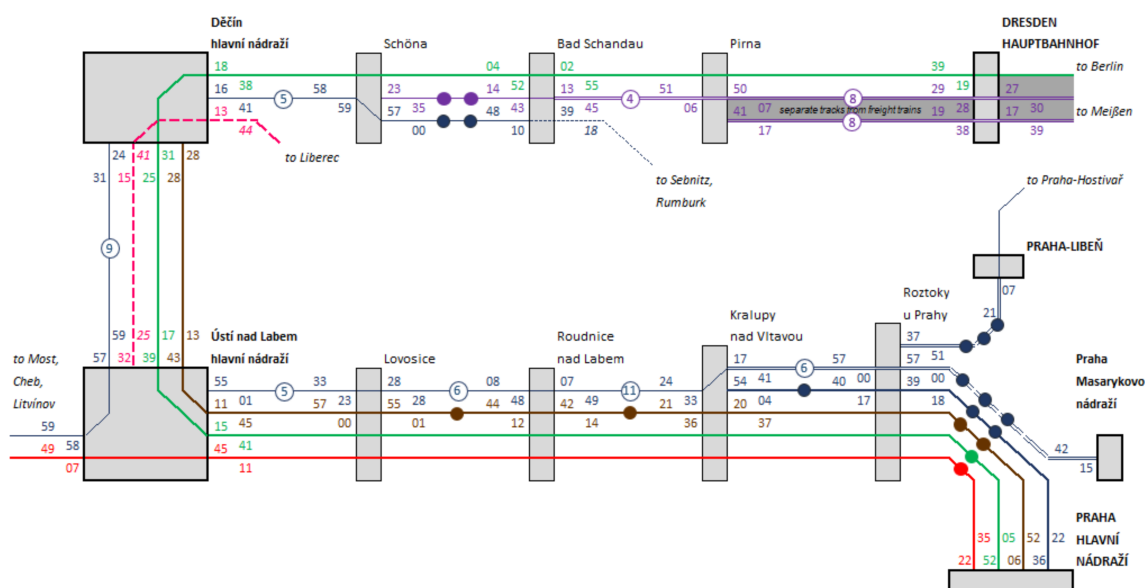 Děčín
hlavní nádraží
Schöna
Bad Schandau
Pirna
DRESDEN
HAUPTBAHNHOF
18 04 02 39
to Berlin
16 38 58 23 14 52 13 55 51 50 29 19 27
41 5 4 8
13 59 57 35 48 43 39 45 06 41 07 separate tracks from freight trains 19 28 17 30
to Meißen
44 00 10 18 17 8 38 39
to Liberec
24 41 31 28
31 15 25 28
to Sebnitz,
Rumburk
to Praha-Hostivař
9
PRAHA-LIBEŇ
07
21
Roztoky
u Prahy
Kralupy
nad Vltavou
59 25 17 13
Ústí nad Labem
hlavní nádraží
Lovosice
Roudnice
nad Labem
37
to Most,
Cheb,
Litvínov
57 32 39 43
17 57 57 51
6
Praha
Masarykovo
nádraží
55 33 28 08 07 24
01 5 23 6 11 54 41 40 00 39 00
11 57 55 28 44 48 42 49 21 33 20 04 17 18
45 00 01 12 14 36 37
59
15
49 58 45 41
42
07 11
15
35 05 52 22
22 52 06 36
PRAHA
HLAVNÍ
NÁDRAŽÍ